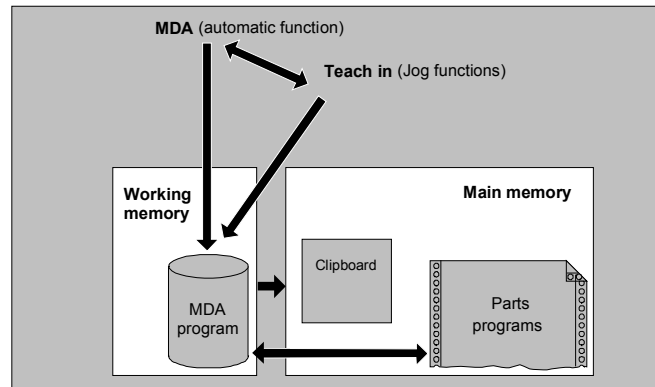 MDA (automatic function)
Teach in (Jog functions)
Working
memory
Main memory
Clipboard
MDA
program
Parts
programs